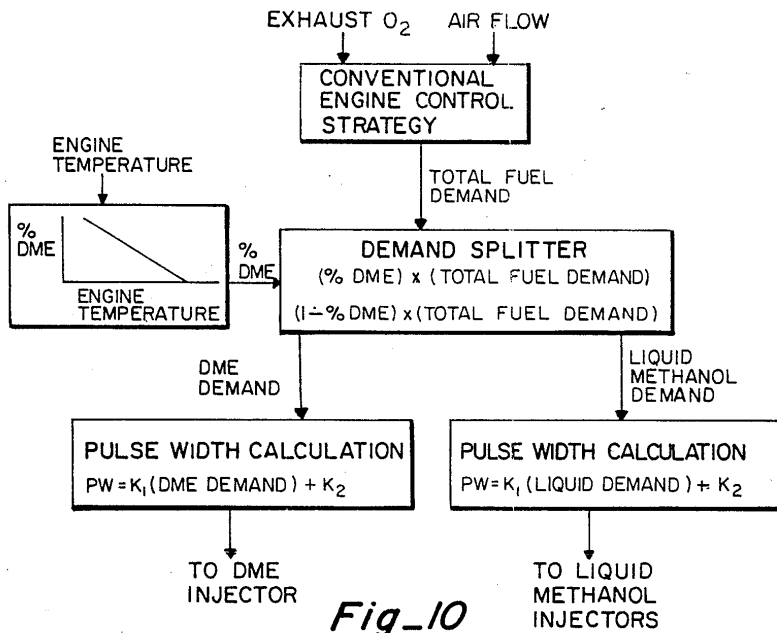 EXHAUST O₂
AIR FLOW
CONVENTIONAL
ENGINE CONTROL
STRATEGY
ENGINE
TEMPERATURE
TOTAL FUEL
DEMAND
%
DME
ENGINE
TEMPERATURE
%
DME
DEMAND SPLITTER
(% DME) x (TOTAL FUEL DEMAND)
(1-% DME) x (TOTAL FUEL DEMAND)
DME
DEMAND
LIQUID
METHANOL
DEMAND
PULSE WIDTH CALCULATION
PW=K₁(DME DEMAND) + K₂
PULSE WIDTH CALCULATION
PW=K₁(LIQUID DEMAND) + K₂
TO DME
INJECTOR
TO LIQUID
METHANOL
INJECTORS
Fig_10